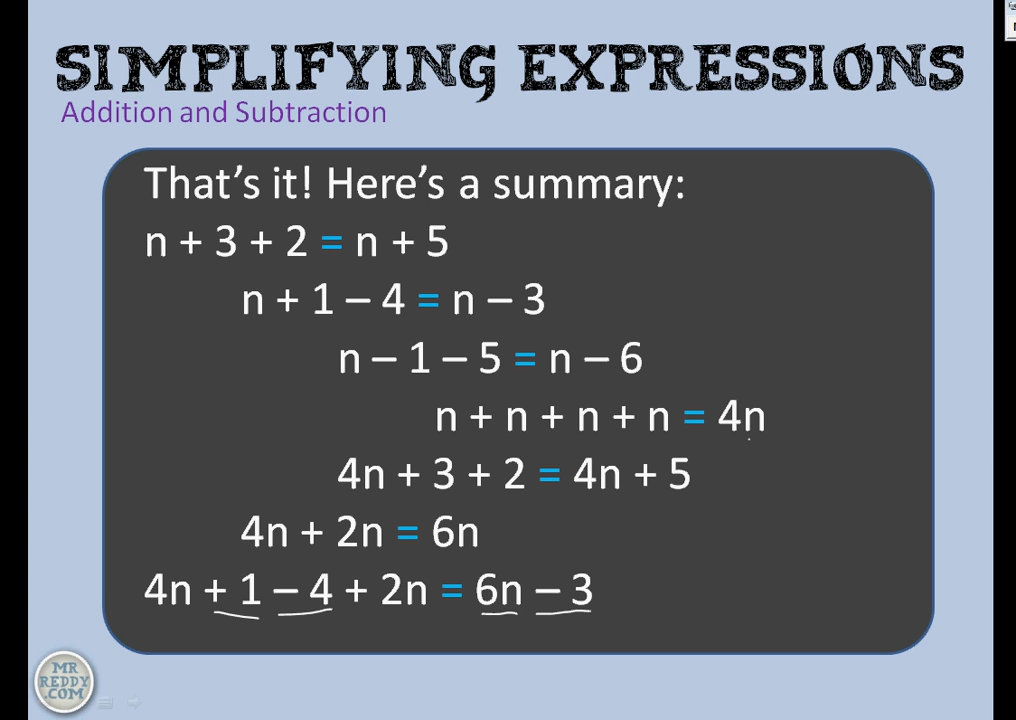 SIMPLIFYING EXPRESSIONS
Addition and Subtraction
That's it! Here's a summary:
n + 3 + 2 = n + 5
n + 1 – 4 = n – 3
n – 1 – 5 = n – 6
n + n + n + n = 4n
4n + 3 + 2 = 4n + 5
4n + 2n = 6n
4n + 1 – 4 + 2n = 6n – 3
MR
REDDY
.COM